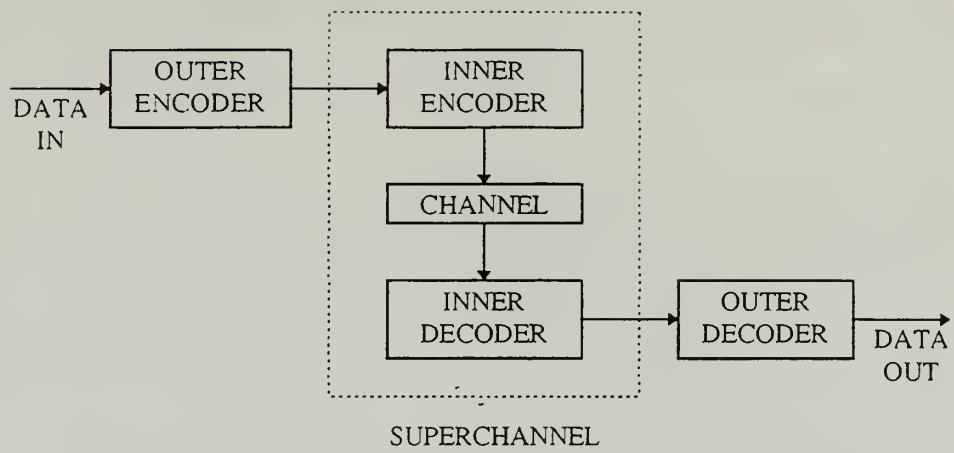 DATA
IN
OUTER
ENCODER
INNER
ENCODER
CHANNEL
INNER
DECODER
OUTER
DECODER
DATA
OUT
SUPERCHANNEL